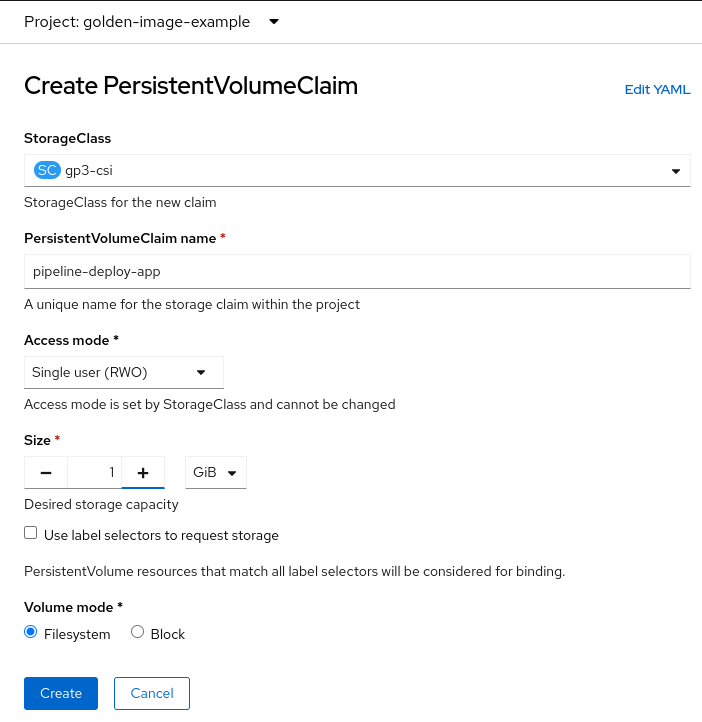 Project: golden-image-example
Create PersistentVolumeClaim
Edit YAML
StorageClass
SC gp3-csi
StorageClass for the new claim
PersistentVolumeClaim name *
pipeline-deploy-app
A unique name for the storage claim within the project
Access mode *
Single user (RWO)
Access mode is set by StorageClass and cannot be changed
Size *
− 1 + GiB
Desired storage capacity
Use label selectors to request storage
PersistentVolume resources that match all label selectors will be considered for binding.
Volume mode *
Filesystem Block
Create Cancel